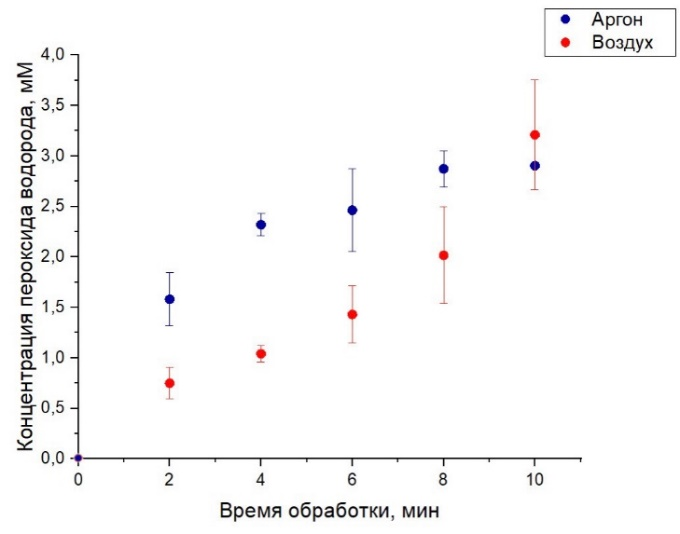 Аргон
Воздух
Концентрация пероксида водорода, мМ
4,0
3,5
3,0
2,5
2,0
1,5
1,0
0,5
0,0
0 2 4 6 8 10
Время обработки, мин